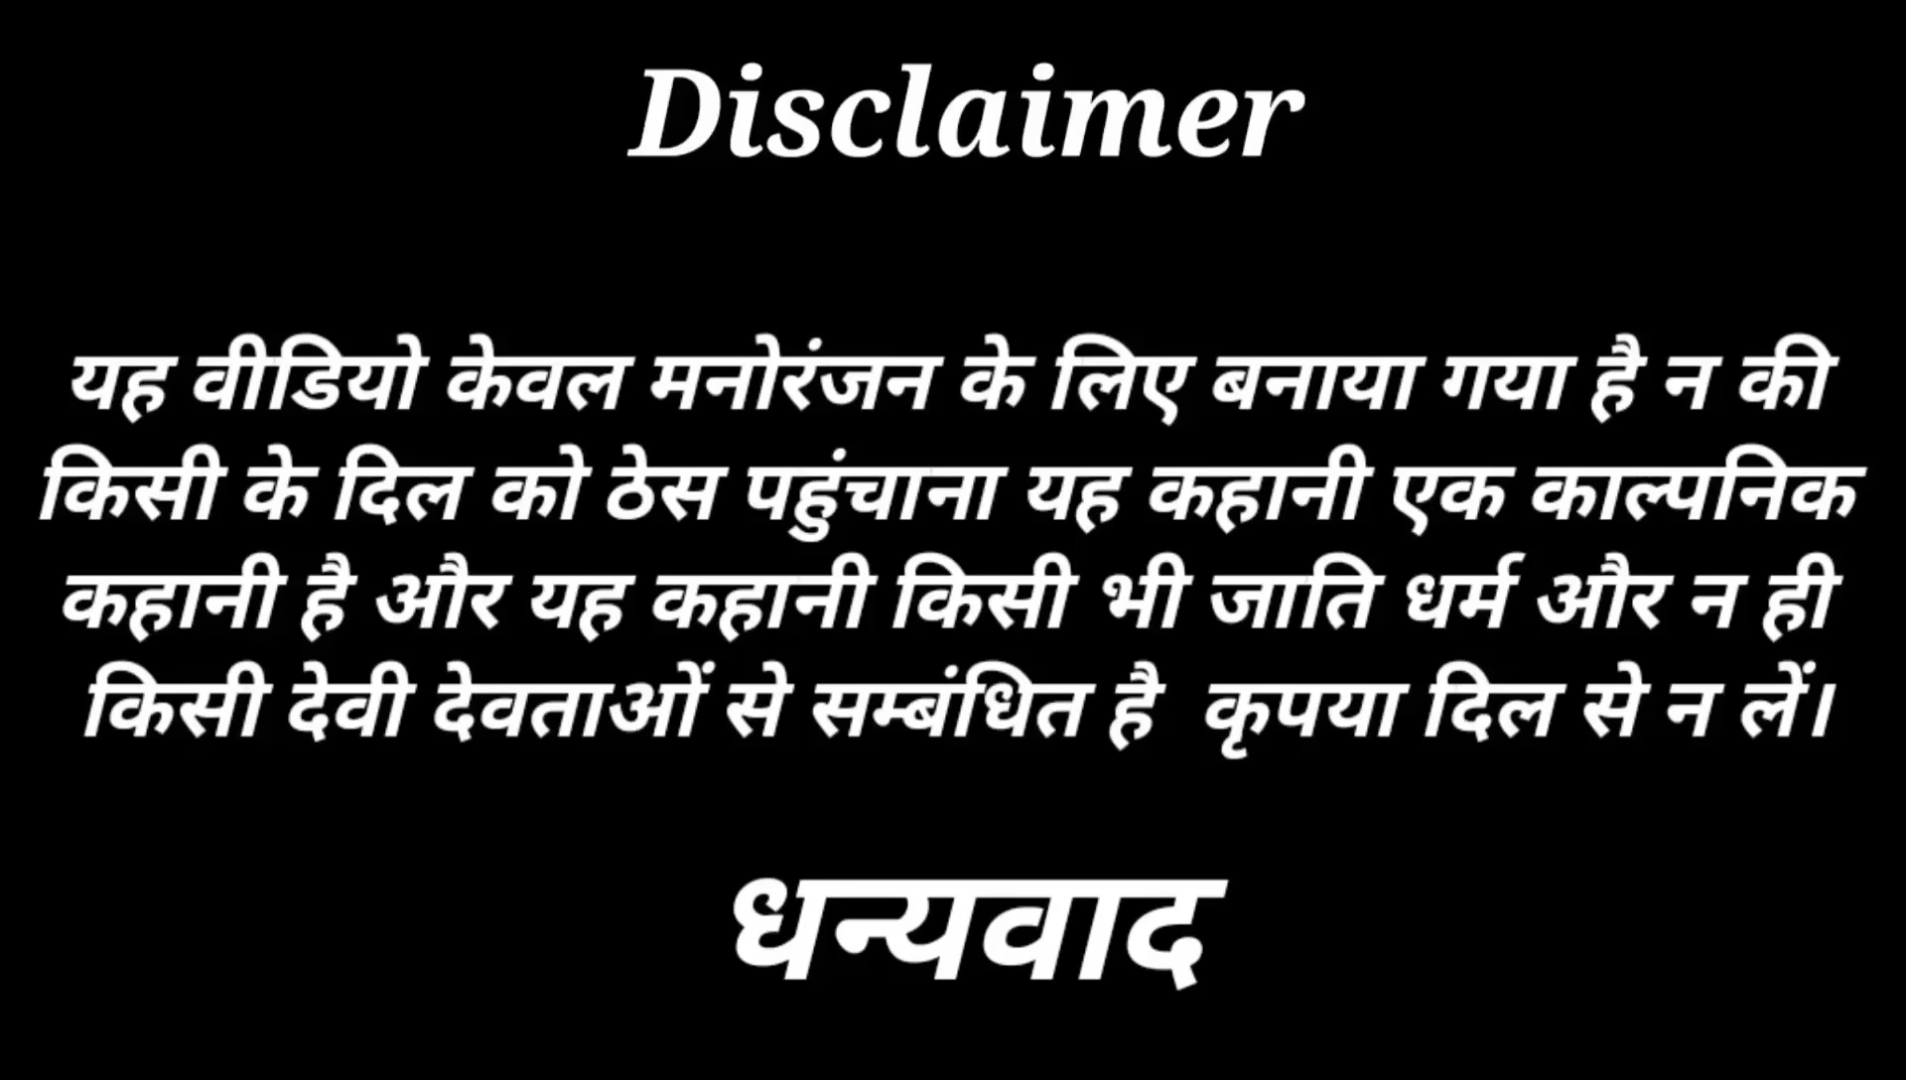 Disclaimer
यह वीडियो केवल मनोरंजन के लिए बनाया गया है न की
किसी के दिल को ठेस पहुंचाना यह कहानी एक काल्पनिक
कहानी है और यह कहानी किसी भी जाति धर्म और न ही
किसी देवी देवताओं से सम्बंधित है कृपया दिल से न लें।
धन्यवाद